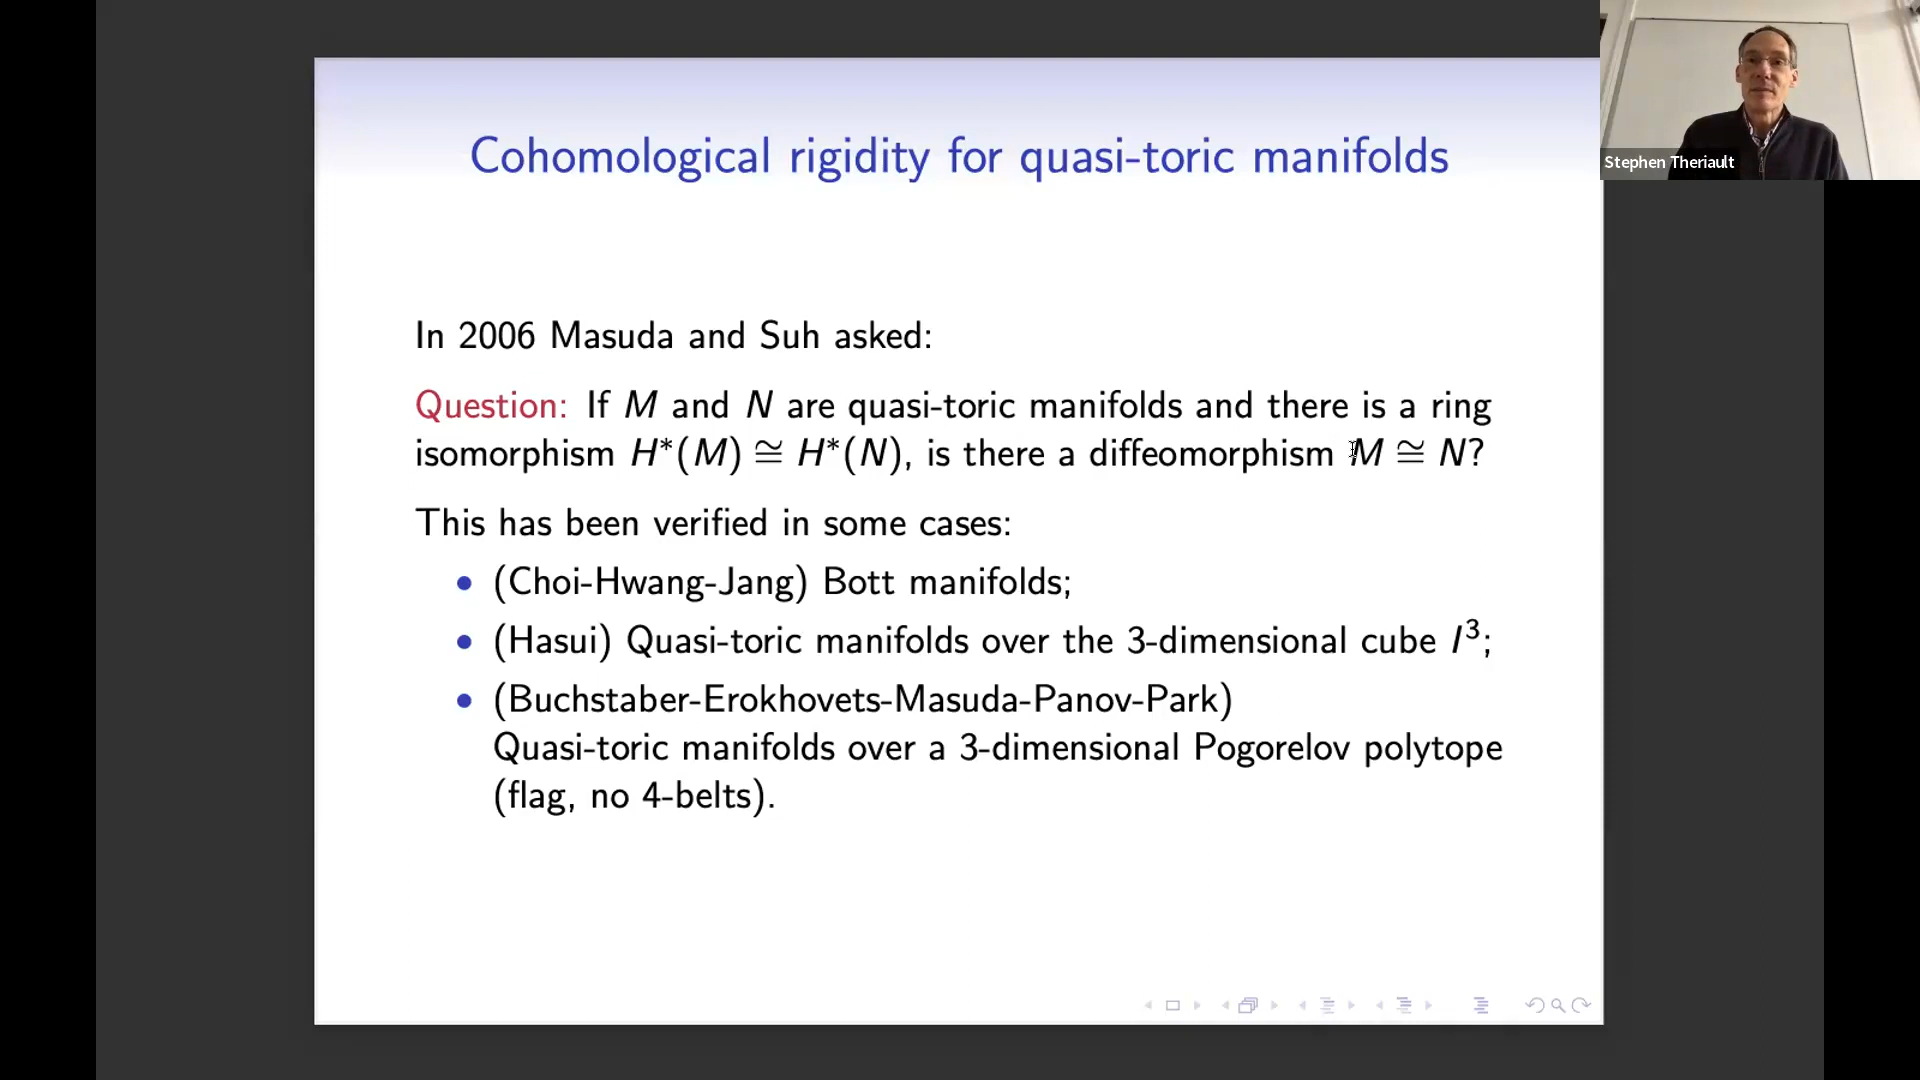 Cohomological rigidity for quasi-toric manifolds
Stephen Theriault
In 2006 Masuda and Suh asked:
Question: If M and N are quasi-toric manifolds and there is a ring
isomorphism H*(M) ≅ H*(N), is there a diffeomorphism M ≅ N?
This has been verified in some cases:
• (Choi-Hwang-Jang) Bott manifolds;
• (Hasui) Quasi-toric manifolds over the 3-dimensional cube I³;
• (Buchstaber-Erokhovets-Masuda-Panov-Park)
Quasi-toric manifolds over a 3-dimensional Pogorelov polytope
(flag, no 4-belts).